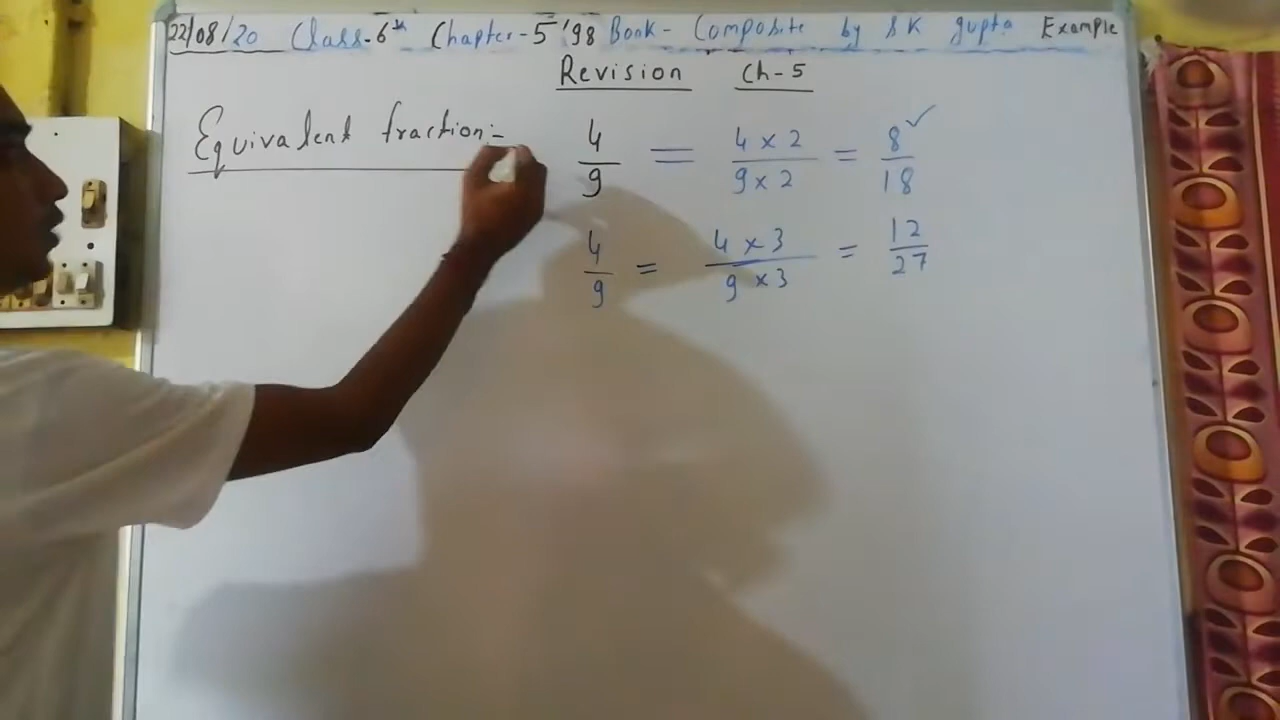 22/08/20 Class-6th Chapter-5 '98 Book- Composite by SK gupta Example
Revision Ch-5
Equivalent fraction:-
4/9 = 4 x 2/9 x 2 = 8/18 ✓
4/9 = 4 x 3/9 x 3 = 12/27